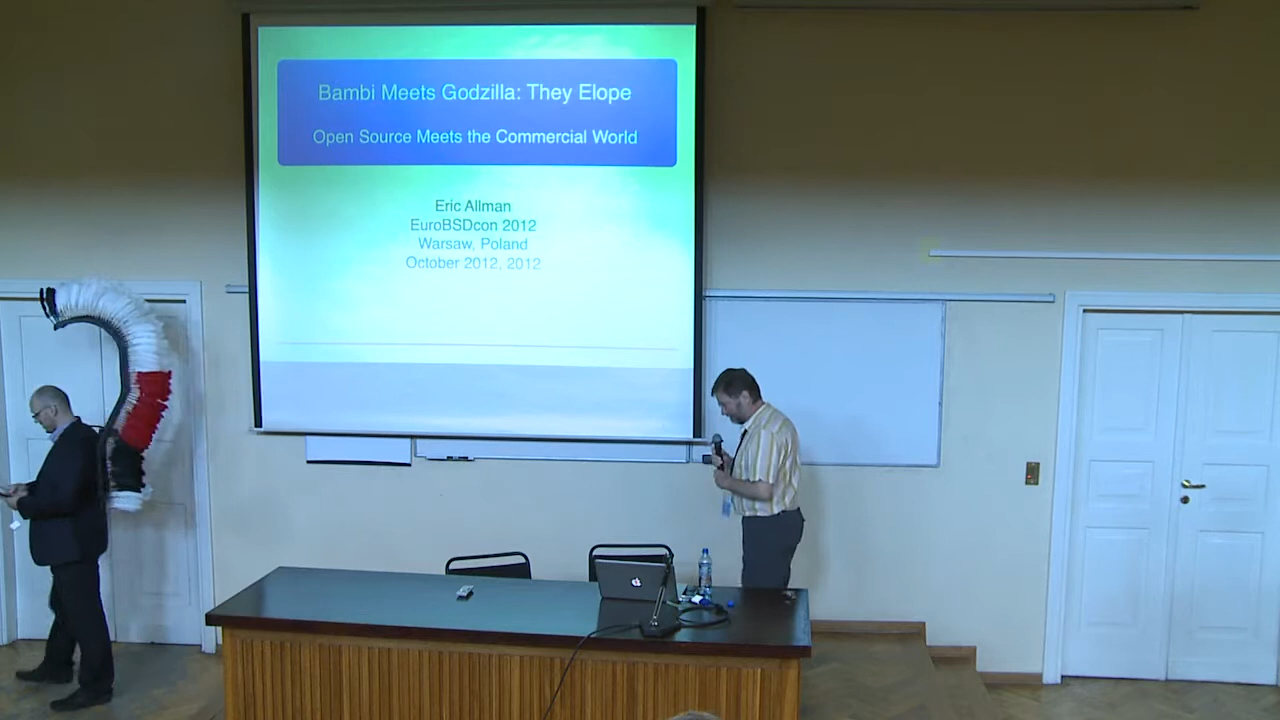 Bambi Meets Godzilla: They Elope
Open Source Meets the Commercial World
Eric Allman
EuroBSDcon 2012
Warsaw, Poland
October 2012, 2012